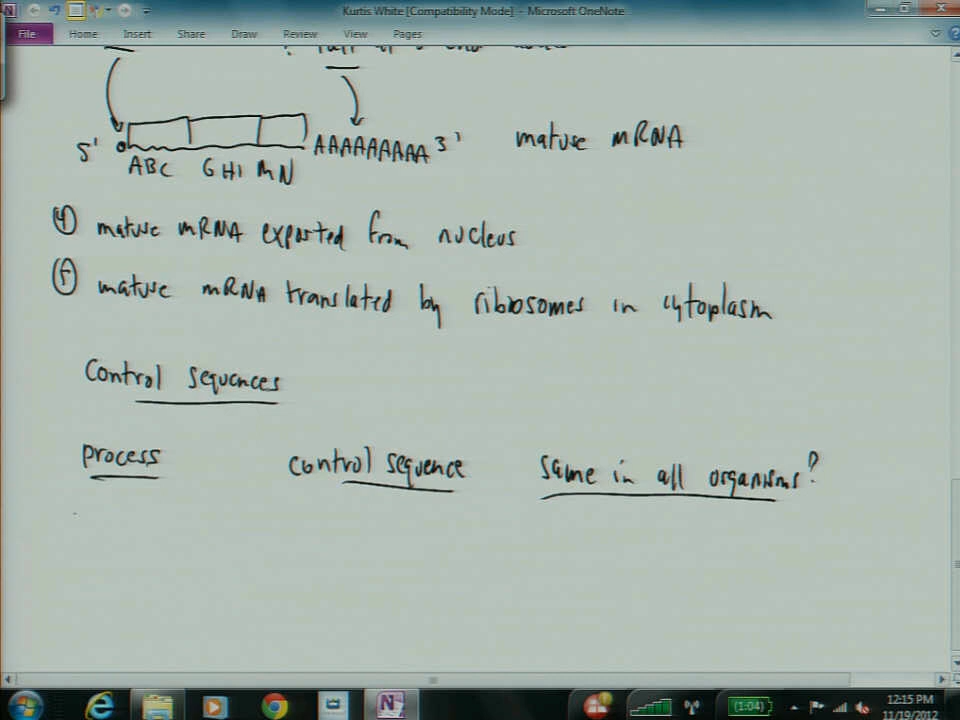 Kurtis White [Compatibility Mode] - Microsoft OneNote
File Home Insert Share Draw Review View Pages
5' AAAAAAAAA 3' mature mRNA
ABC GHI MN
④ mature mRNA exported from nucleus
⑤ mature mRNA translated by ribosomes in cytoplasm
Control sequences
process control sequence same in all organisms?
(1:04) 12:15 PM
11/19/2012